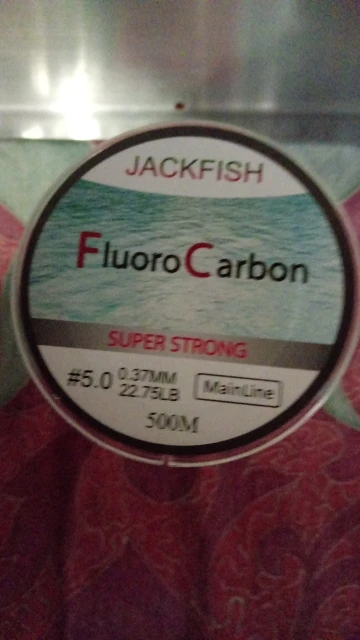 JACKFISH
FluoroCarbon
SUPER STRONG
#5.0 0.37MM
22.75LB
MainLine
500M